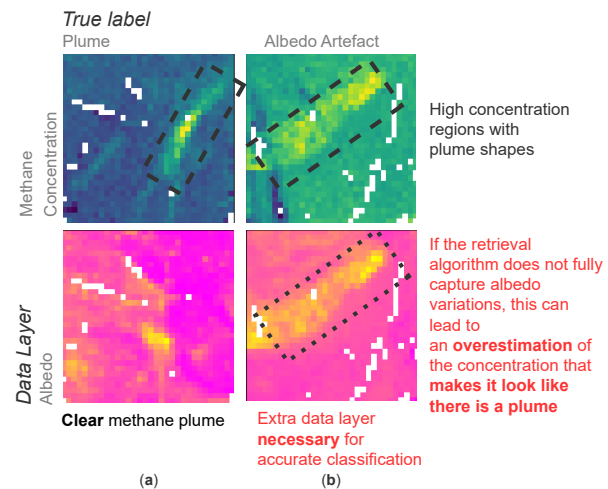 True label
Plume
Albedo Artefact
Methane
Concentration
High concentration
regions with
plume shapes
Data Layer
Albedo
If the retrieval
algorithm does not fully
capture albedo
variations, this can
lead to
an overestimation of
the concentration that
makes it look like
there is a plume
Clear methane plume
Extra data layer
necessary for
accurate classification
(a)
(b)